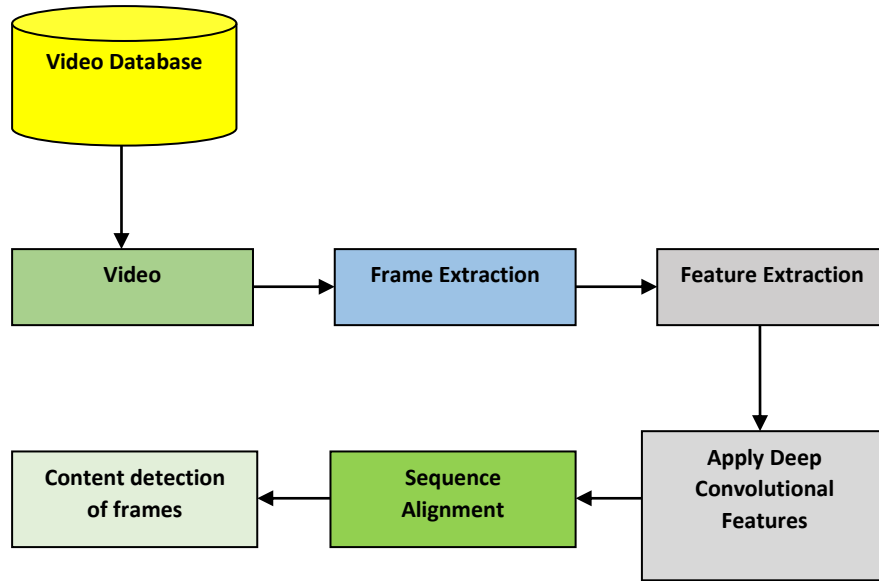 Video Database
Video
Frame Extraction
Feature Extraction
Apply Deep
Convolutional
Features
Sequence
Alignment
Content detection
of frames